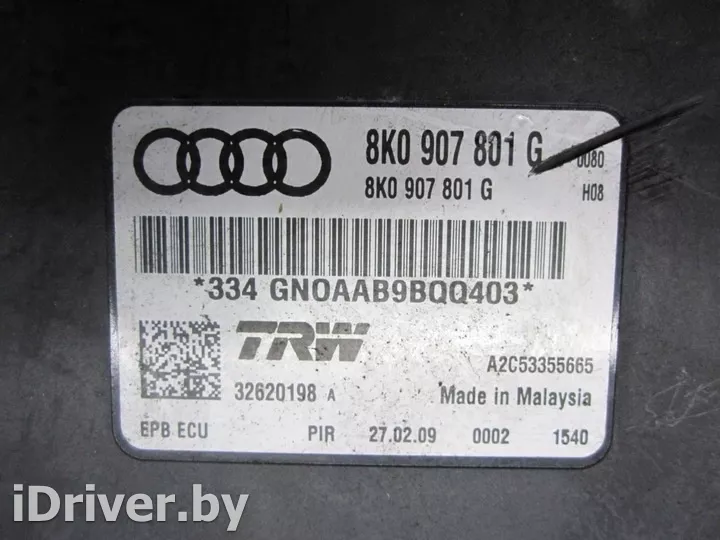 8K0 907 801 G 0080
8K0 907 801 G H08
*334 GN0AAB9BQQ403*
TRW A2C53355665
32620198 A Made in Malaysia
EPB ECU PIR 27.02.09 0002 1540
iDriver.by